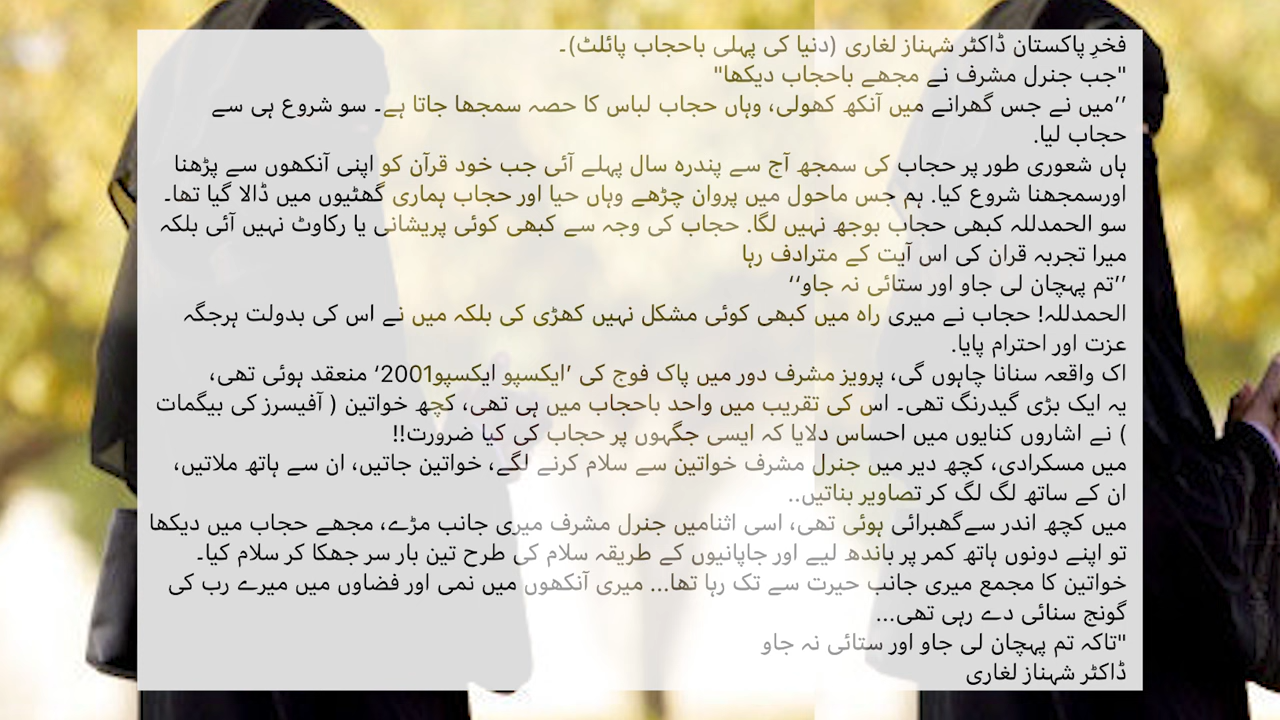 فخرِ پاکستان ڈاکٹر شہناز لغاری (دنیا کی پہلی باحجاب پائلٹ)۔
"جب جنرل مشرف نے مجھے باحجاب دیکھا"
’’میں نے جس گھرانے میں آنکھ کھولی، وہاں حجاب لباس کا حصہ سمجھا جاتا ہے۔ سو شروع ہی سے
حجاب لیا.
ہاں شعوری طور پر حجاب کی سمجھ آج سے پندرہ سال پہلے آئی جب خود قرآن کو اپنی آنکھوں سے پڑھنا
اورسمجھنا شروع کیا. ہم جس ماحول میں پروان چڑھے وہاں حیا اور حجاب ہماری گھٹیوں میں ڈالا گیا تھا۔
سو الحمدللہ کبھی حجاب بوجھ نہیں لگا. حجاب کی وجہ سے کبھی کوئی پریشانی یا رکاوٹ نہیں آئی بلکہ
میرا تجربہ قران کی اس آیت کے مترادف رہا
’’تم پہچان لی جاو اور ستائی نہ جاو‘‘
الحمدللہ! حجاب نے میری راہ میں کبھی کوئی مشکل نہیں کھڑی کی بلکہ میں نے اس کی بدولت ہرجگہ
عزت اور احترام پایا.
اک واقعہ سنانا چاہوں گی، پرویز مشرف دور میں پاک فوج کی ’ایکسپو ایکسپو2001‘ منعقد ہوئی تھی،
یہ ایک بڑی گیدرنگ تھی۔ اس کی تقریب میں واحد باحجاب میں ہی تھی، کچھ خواتین ( آفیسرز کی بیگمات
) نے اشاروں کنایوں میں احساس دلایا کہ ایسی جگہوں پر حجاب کی کیا ضرورت!!
میں مسکرادی، کچھ دیر میں جنرل مشرف خواتین سے سلام کرنے لگے، خواتین جاتیں، ان سے ہاتھ ملاتیں،
ان کے ساتھ لگ لگ کر تصاویر بناتیں..
میں کچھ اندر سےگھبرائی ہوئی تھی، اسی اثنامیں جنرل مشرف میری جانب مڑے، مجھے حجاب میں دیکھا
تو اپنے دونوں ہاتھ کمر پر باندھ لیے اور جاپانیوں کے طریقہ سلام کی طرح تین بار سر جھکا کر سلام کیا۔
خواتین کا مجمع میری جانب حیرت سے تک رہا تھا... میری آنکھوں میں نمی اور فضاوں میں میرے رب کی
گونج سنائی دے رہی تھی...
"تاکہ تم پہچان لی جاو اور ستائی نہ جاو
ڈاکٹر شہناز لغاری